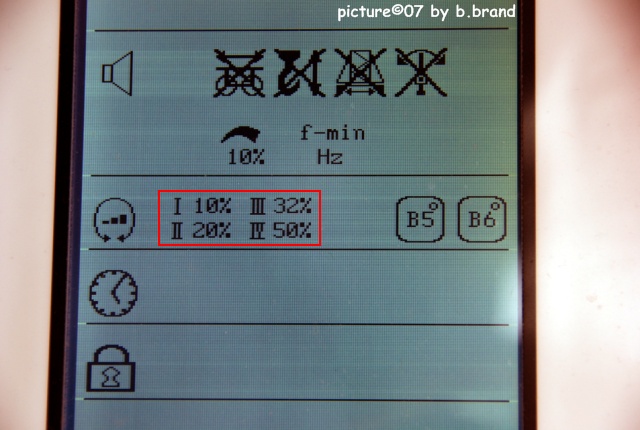 picture©07 by b.brand
f-min
10% Hz
I 10% III 32%
II 20% IV 50%
B5 B6